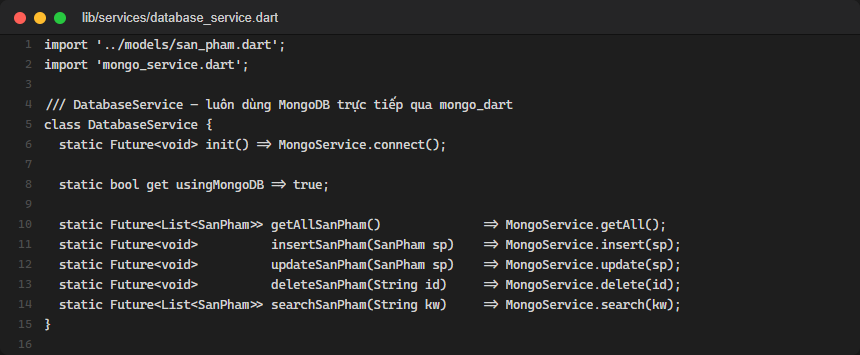 lib/services/database_service.dart
1 import '../models/san_pham.dart';
2 import 'mongo_service.dart';
3
4 /// DatabaseService — luôn dùng MongoDB trực tiếp qua mongo_dart
5 class DatabaseService {
6   static Future<void> init() => MongoService.connect();
7
8   static bool get usingMongoDB => true;
9
10   static Future<List<SanPham>> getAllSanPham()              => MongoService.getAll();
11   static Future<void>          insertSanPham(SanPham sp)    => MongoService.insert(sp);
12   static Future<void>          updateSanPham(SanPham sp)    => MongoService.update(sp);
13   static Future<void>          deleteSanPham(String id)     => MongoService.delete(id);
14   static Future<List<SanPham>> searchSanPham(String kw)     => MongoService.search(kw);
15 }
16